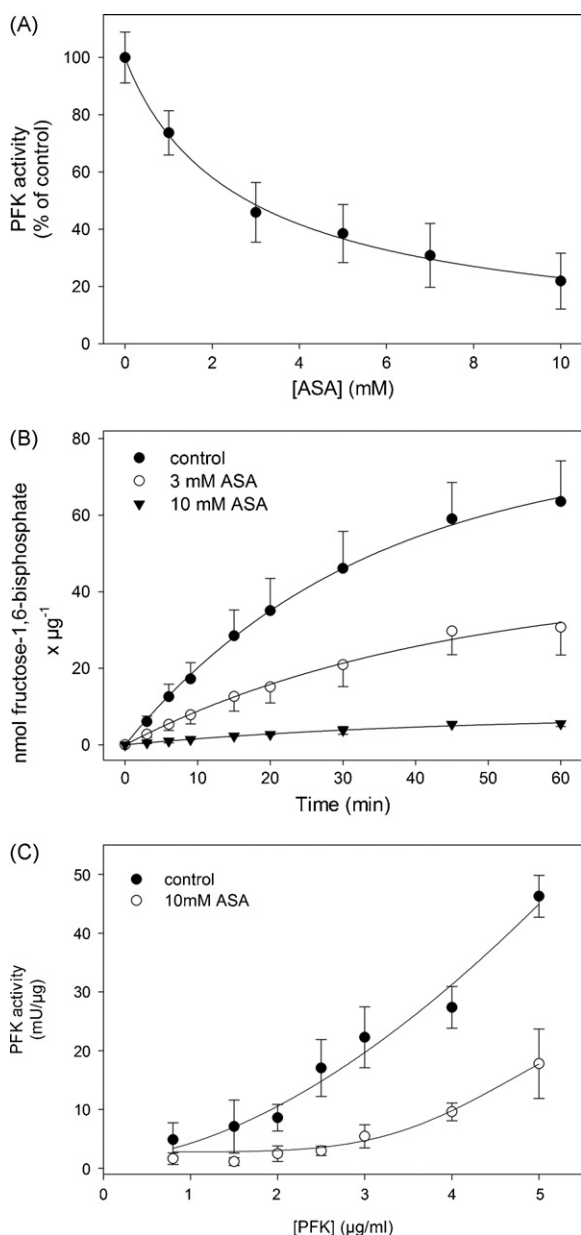 (A)
PFK activity
(% of control)
100
80
60
40
20
0
0 2 4 6 8 10
[ASA] (mM)
(B)
control
3 mM ASA
10 mM ASA
nmol fructose-1,6-bisphosphate
x µg⁻¹
80
60
40
20
0
0 10 20 30 40 50 60
Time (min)
(C)
control
10mM ASA
PFK activity
(mU/µg)
50
40
30
20
10
0
0 1 2 3 4 5
[PFK] (µg/ml)